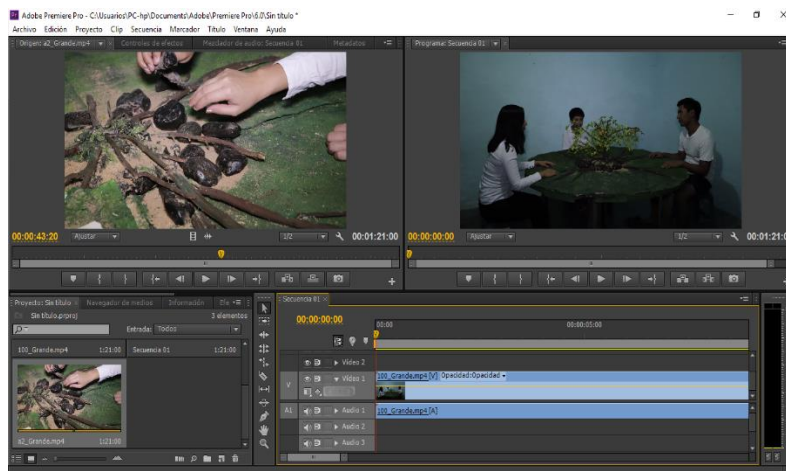 Adobe Premiere Pro - C:\Usuarios\PC-hp\Documents\Adobe\Premiere Pro\6.0\Sin título *
Archivo Edición Proyecto Clip Secuencia Marcador Título Ventana Ayuda
Origen: a2_Grande.mp4 Controles de efectos Mezclador de audio: Secuencia 01 Metadatos
Programa: Secuencia 01
00:00:43:20 Ajustar 1/2 00:01:21:00
00:00:00:00 Ajustar 1/2 00:01:21:0
Proyecto: Sin título Navegador de medios Información Efe
Sin título.prproj 3 elementos
Entrada: Todos
100_Grande.mp4 1:21:00 Secuencia 01 1:21:00
a2_Grande.mp4 1:21:00
Secuencia 01
00:00:00:00
00:00 00:00:05:00
Vídeo 2
V Vídeo 1 100_Grande.mp4 [V] Opacidad:Opacidad
A1 Audio 1 100_Grande.mp4 [A]
Audio 2
Audio 3
S S